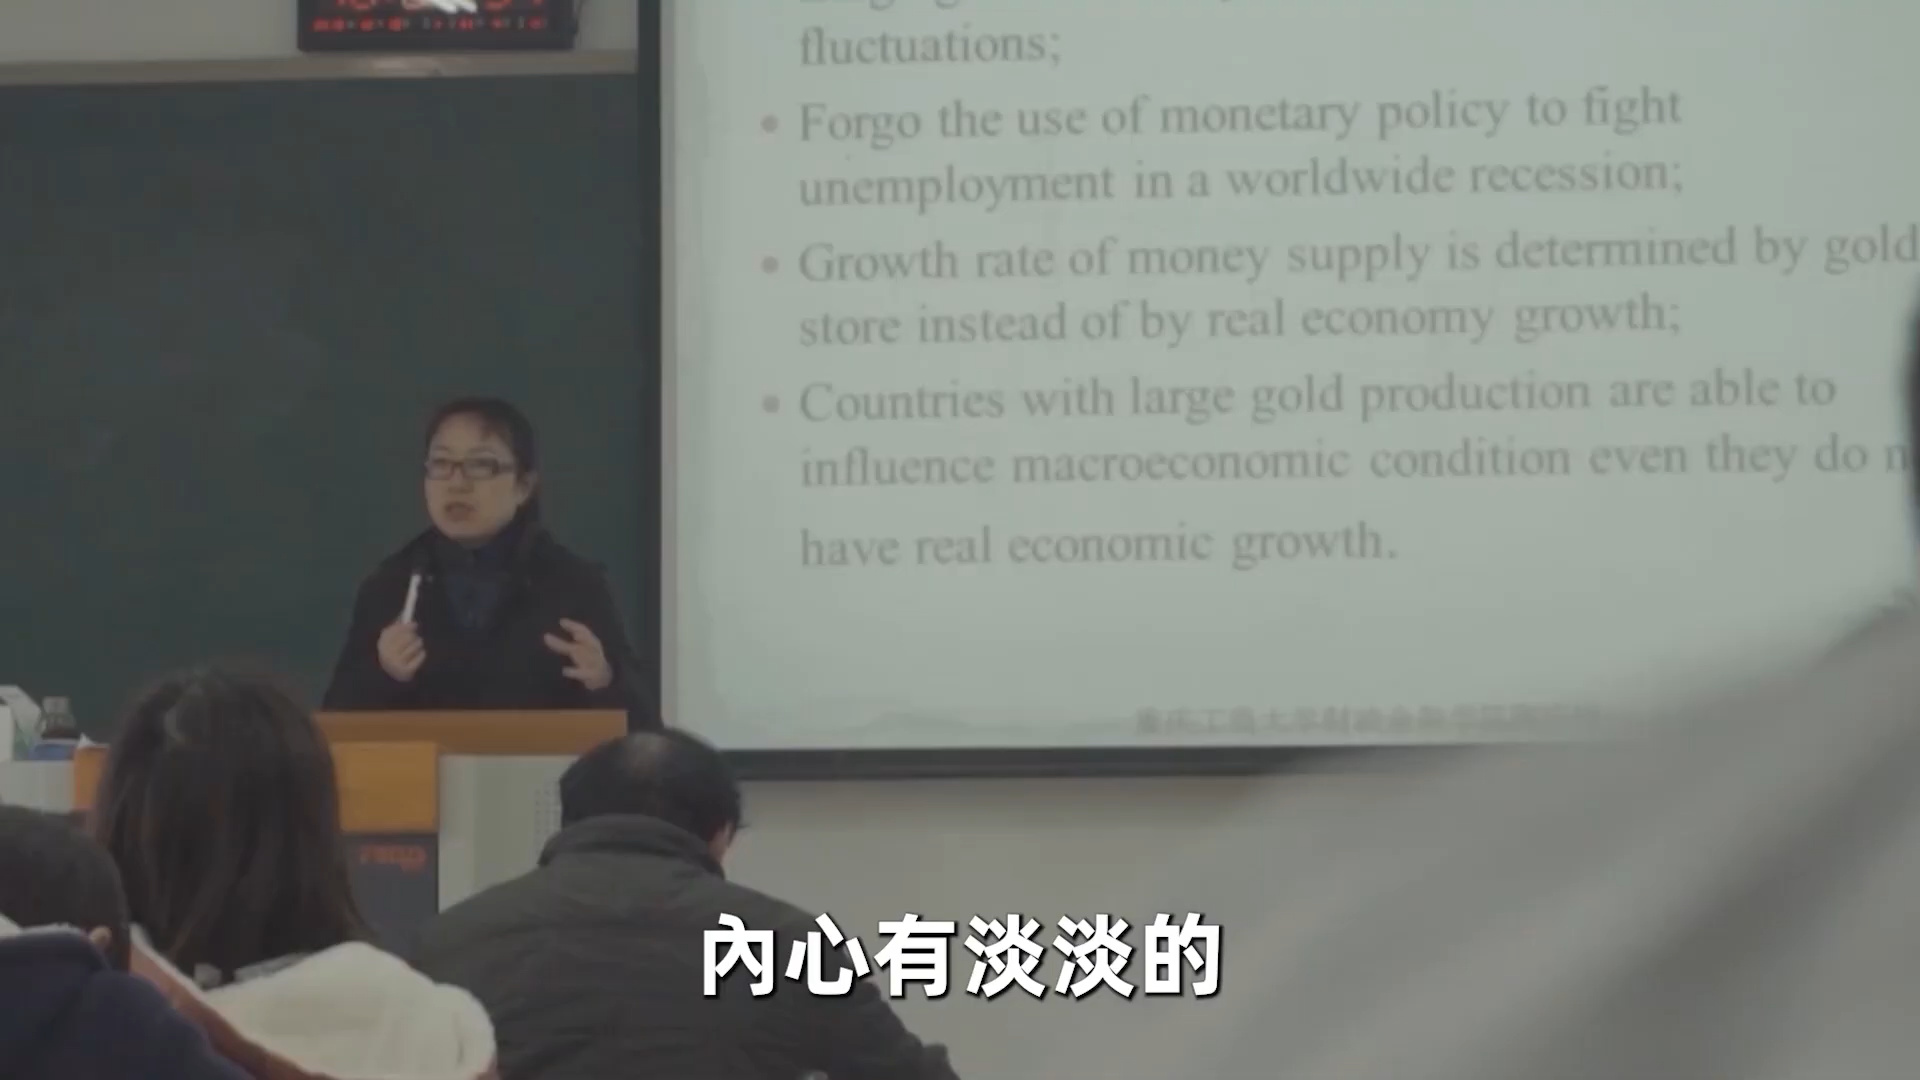 fluctuations;
• Forgo the use of monetary policy to fight
unemployment in a worldwide recession;
• Growth rate of money supply is determined by gold
store instead of by real economy growth;
• Countries with large gold production are able to
influence macroeconomic condition even they do
have real economic growth.
內心有淡淡的